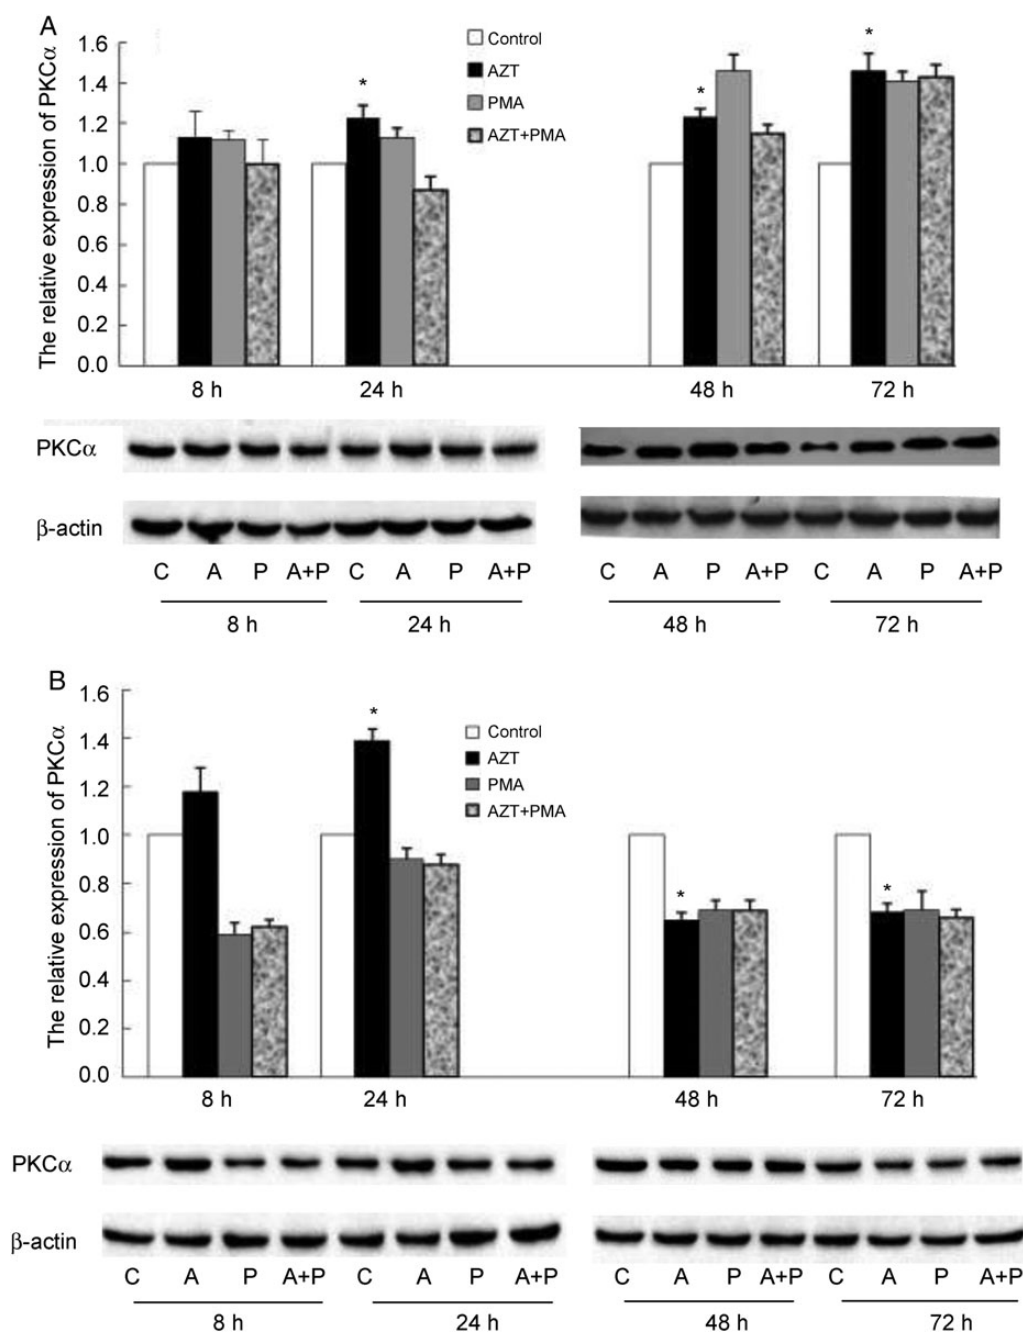 A
The relative expression of PKCα
1.6
1.4
1.2
1.0
0.8
0.6
0.4
0.2
0.0
Control
AZT
PMA
AZT+PMA
* * * *
8 h 24 h 48 h 72 h
PKCα
β-actin
C A P A+P C A P A+P C A P A+P C A P A+P
8 h 24 h 48 h 72 h
B
The relative expression of PKCα
1.6
1.4
1.2
1.0
0.8
0.6
0.4
0.2
0.0
Control
AZT
PMA
AZT+PMA
* * *
8 h 24 h 48 h 72 h
PKCα
β-actin
C A P A+P C A P A+P C A P A+P C A P A+P
8 h 24 h 48 h 72 h